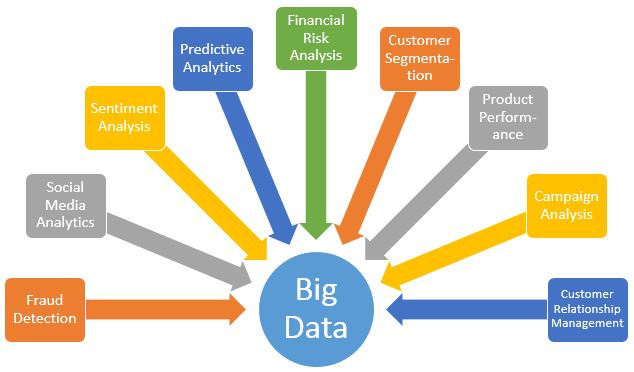 Fraud
Detection
Social
Media
Analytics
Sentiment
Analysis
Predictive
Analytics
Financial
Risk
Analysis
Customer
Segmenta-
tion
Product
Perform-
ance
Campaign
Analysis
Customer
Relationship
Management
Big
Data